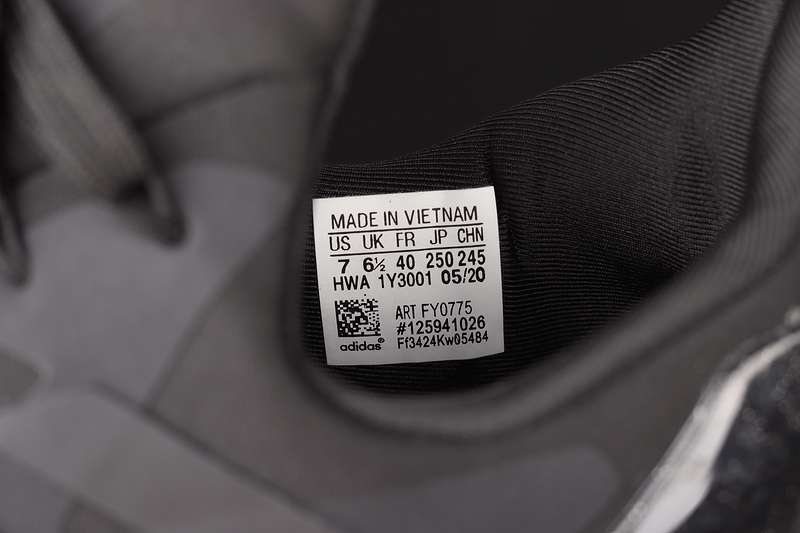 MADE IN VIETNAM
US UK FR JP CHN
7 6½ 40 250 245
HWA 1Y3001 05/20
ART FY0775
#125941026
Ff3424Kw05484
adidas®